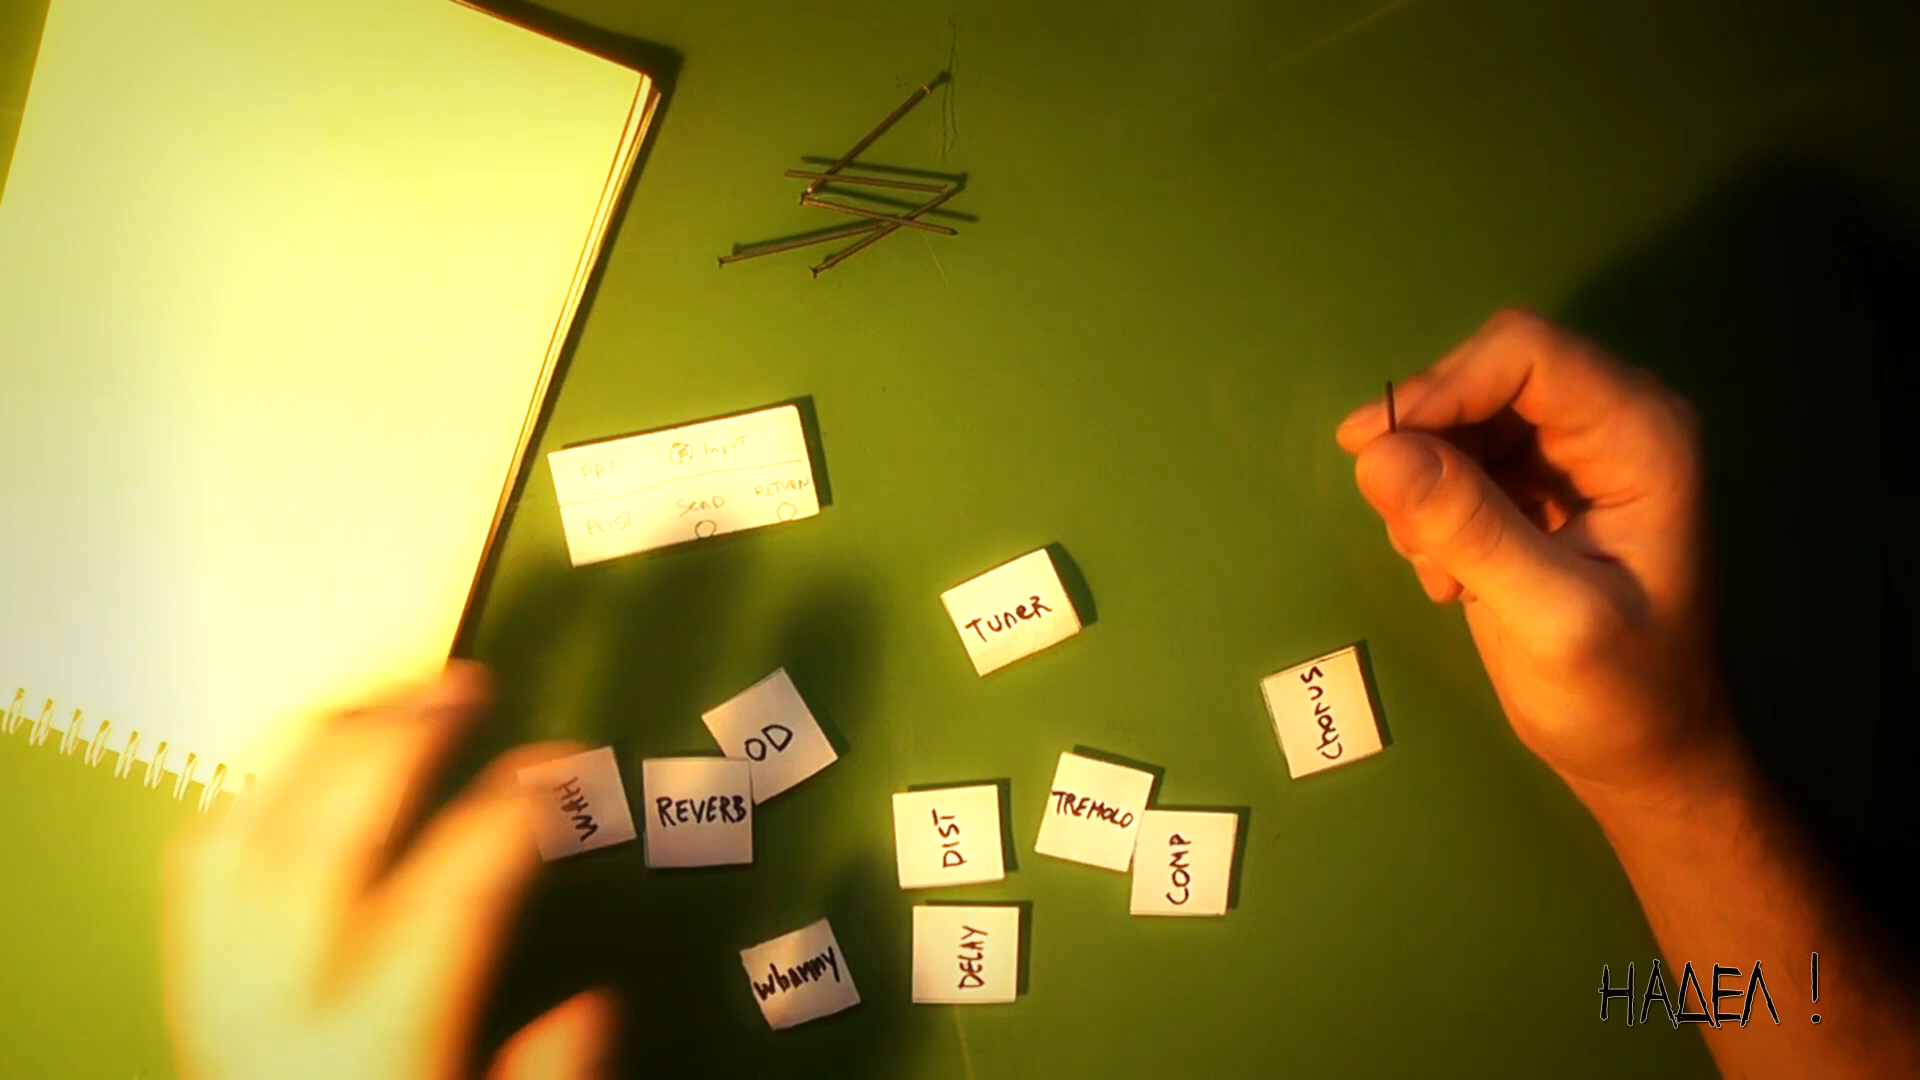 PRE Input
POST Send RETURN
Tuner
chorus
OD
WAH
REVERB
DIST
TREMOLO
COMP
Whammy
DELAY
НАДЕЛ !